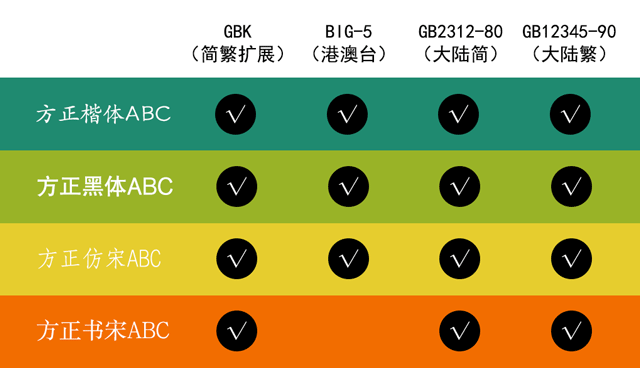 GBK BIG-5 GB2312-80 GB12345-90
（简繁扩展） （港澳台） （大陆简） （大陆繁）
方正楷体ABC √ √ √ √
方正黑体ABC √ √ √ √
方正仿宋ABC √ √ √ √
方正书宋ABC √ √ √